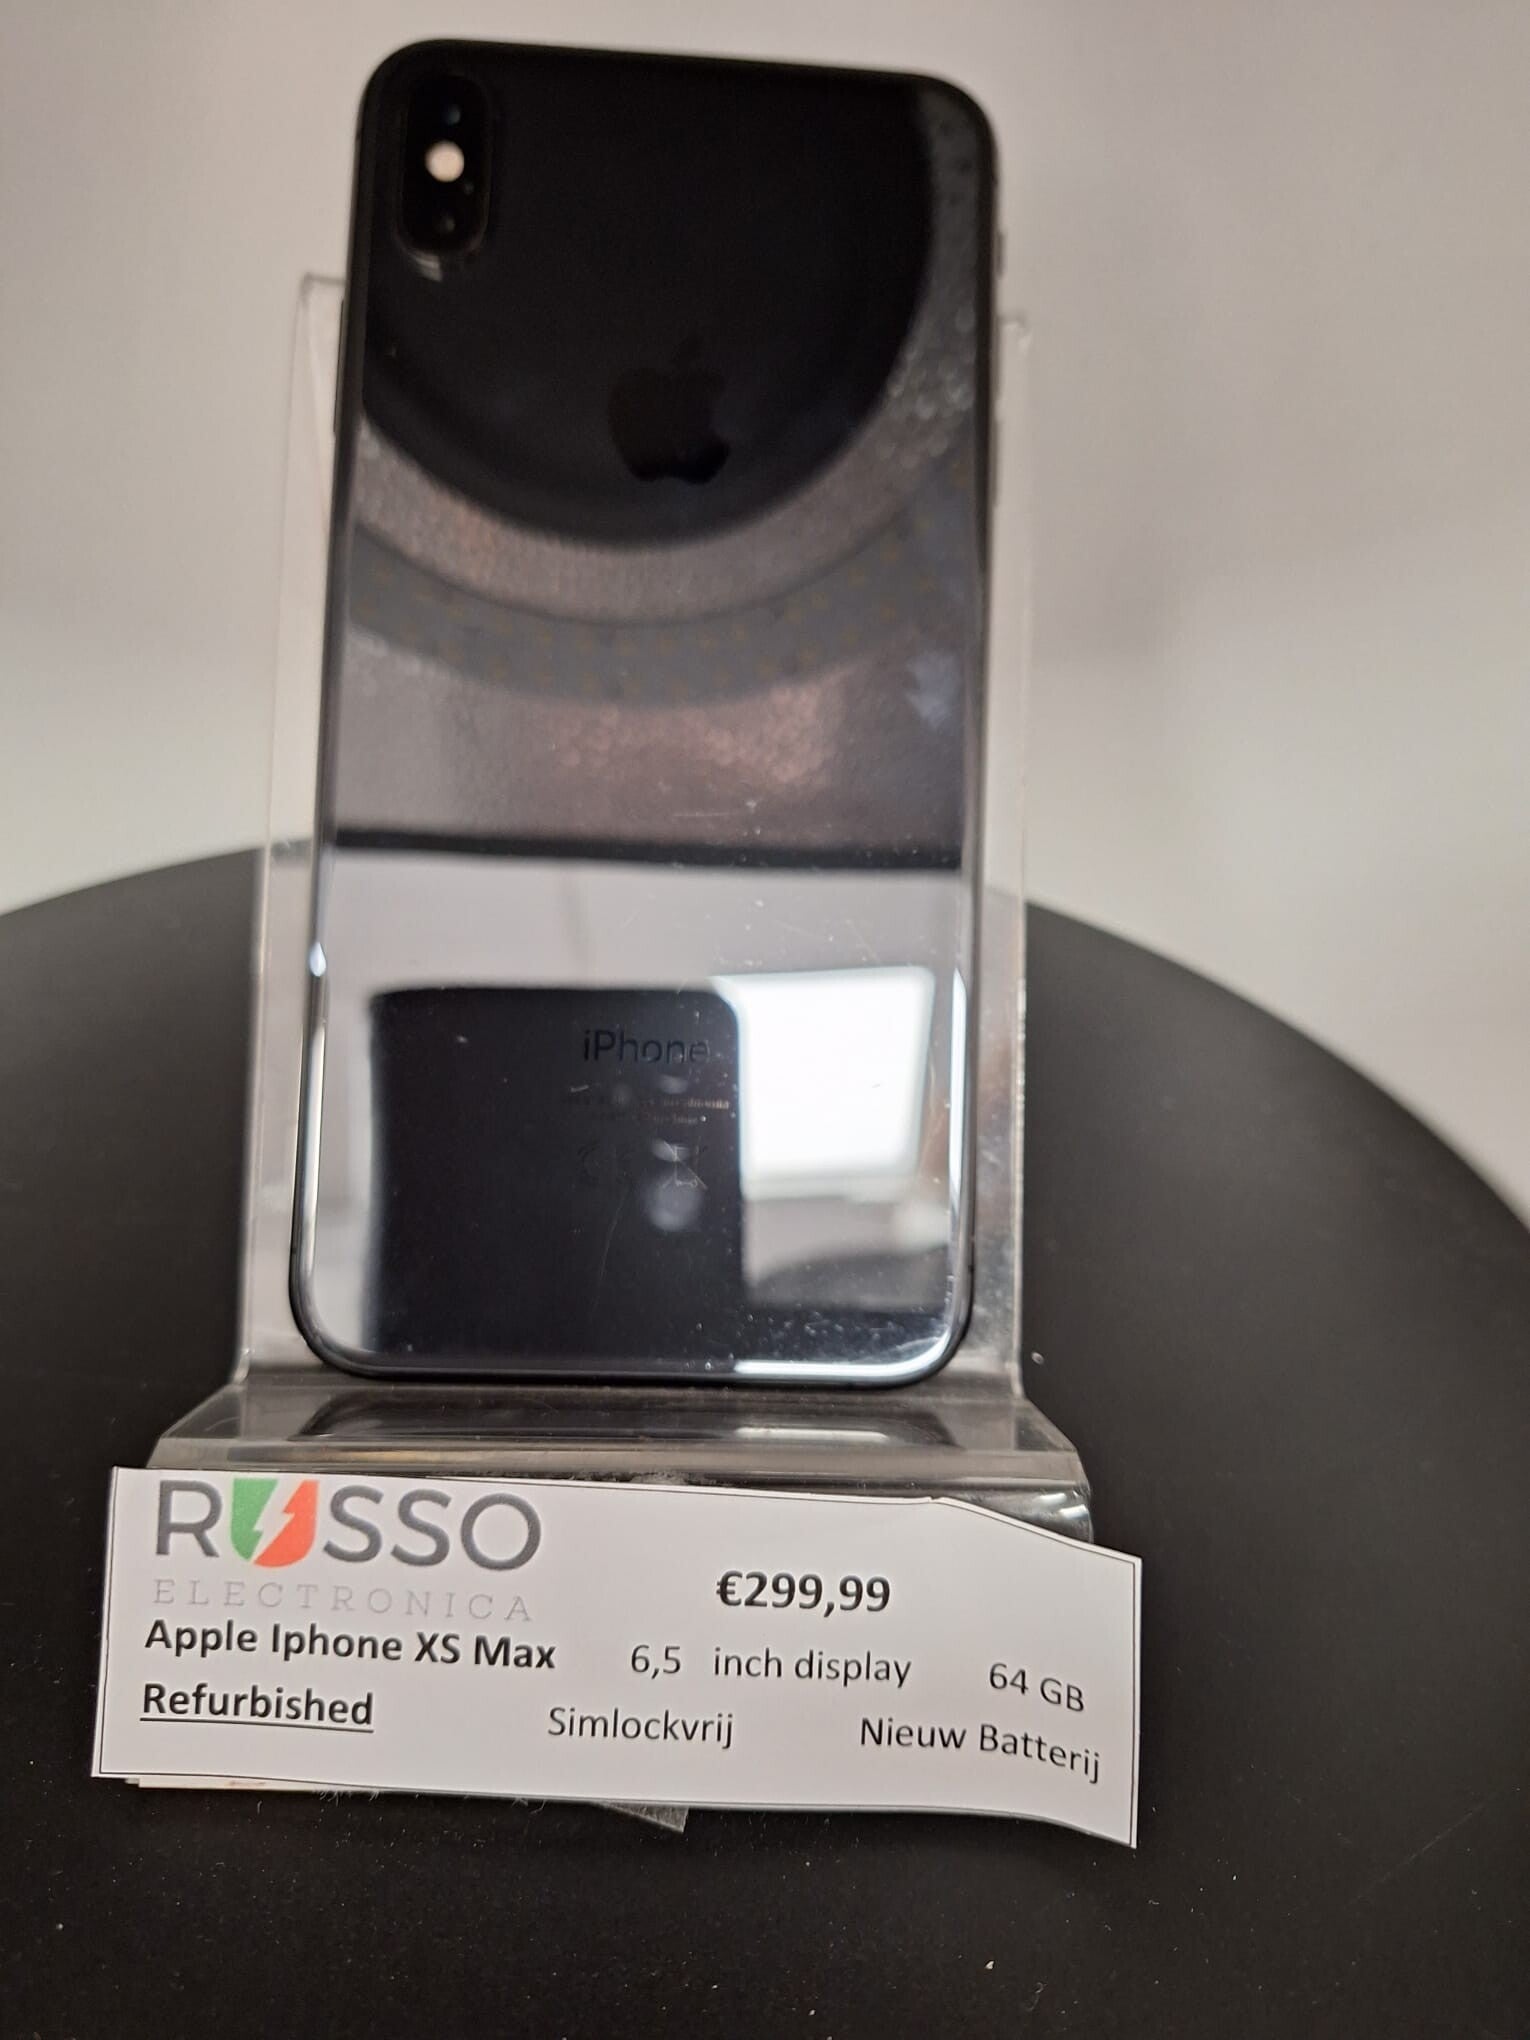 iPhone
RUSSO
ELECTRONICA
€299,99
Apple Iphone XS Max 6,5 inch display 64 GB
Refurbished Simlockvrij Nieuw Batterij